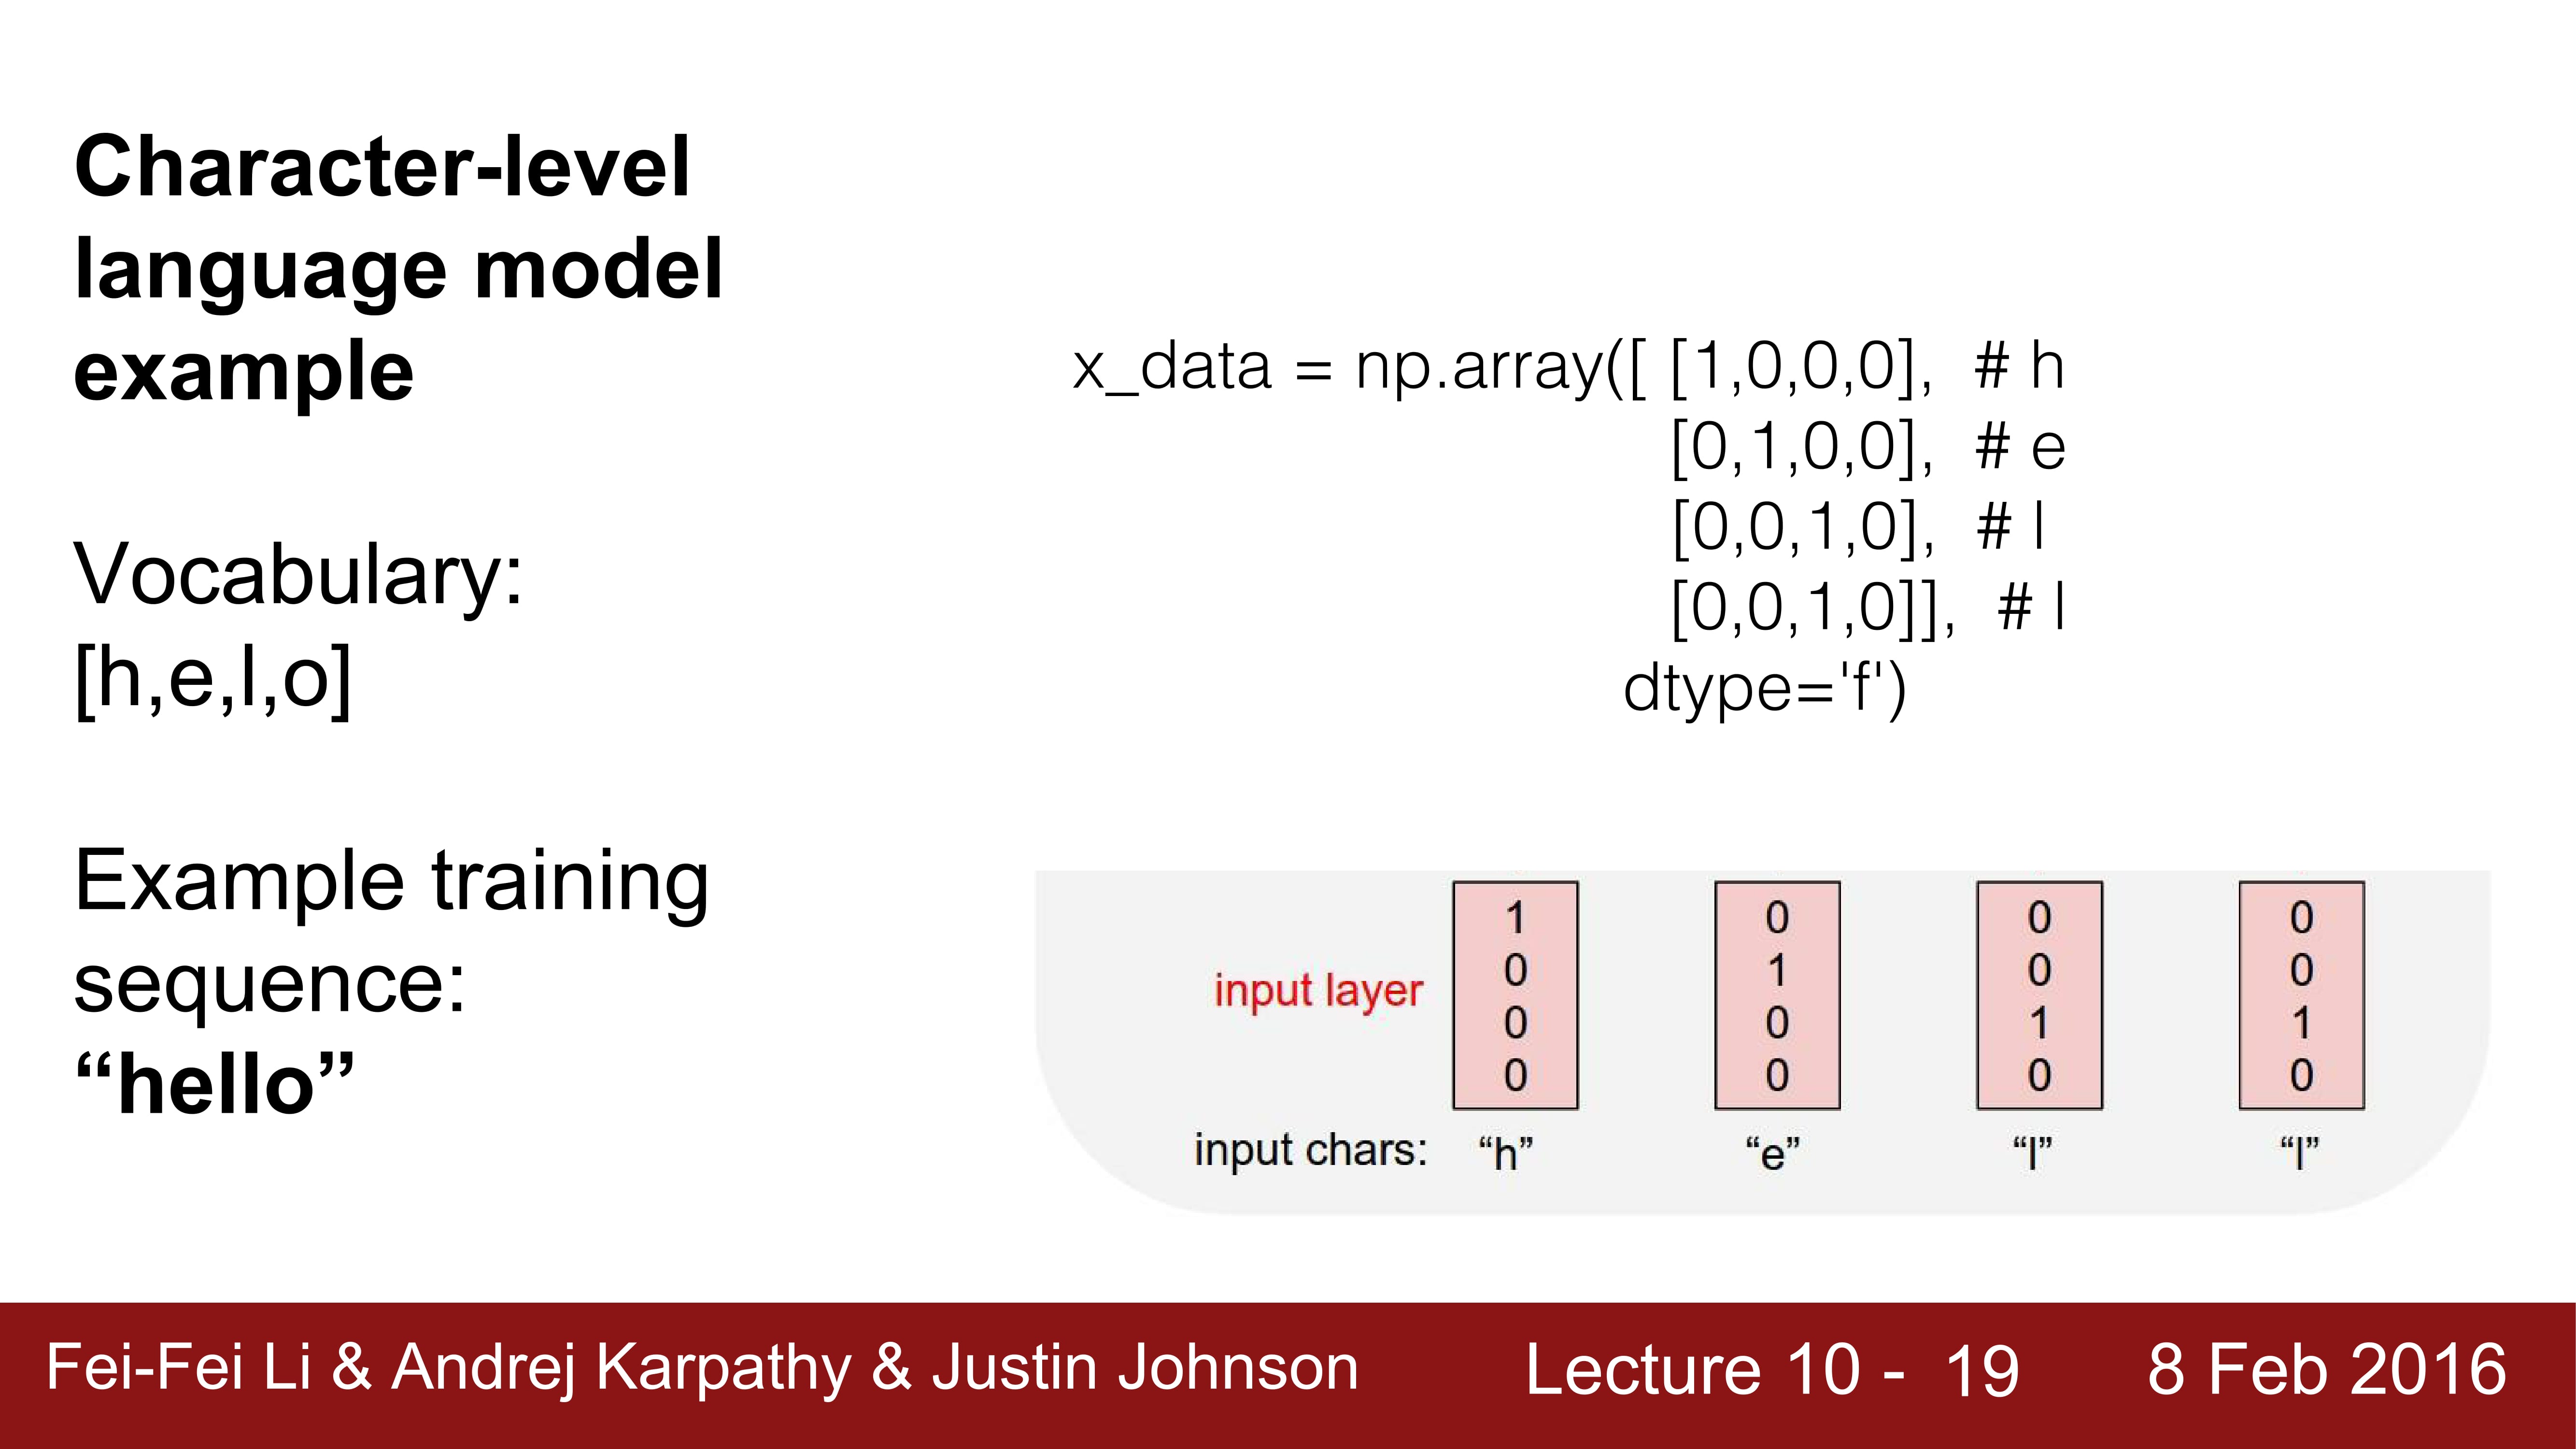 Character-level
language model
example
Vocabulary:
[h,e,l,o]
Example training
sequence:
“hello”
x_data = np.array([ [1,0,0,0], # h
[0,1,0,0], # e
[0,0,1,0], # l
[0,0,1,0]], # l
dtype='f')
1 0 0 0
0 1 0 0
input layer
0 0 1 1
0 0 0 0
input chars: “h” “e” “l” “l”
Fei-Fei Li & Andrej Karpathy & Justin Johnson Lecture 10 - 19 8 Feb 2016